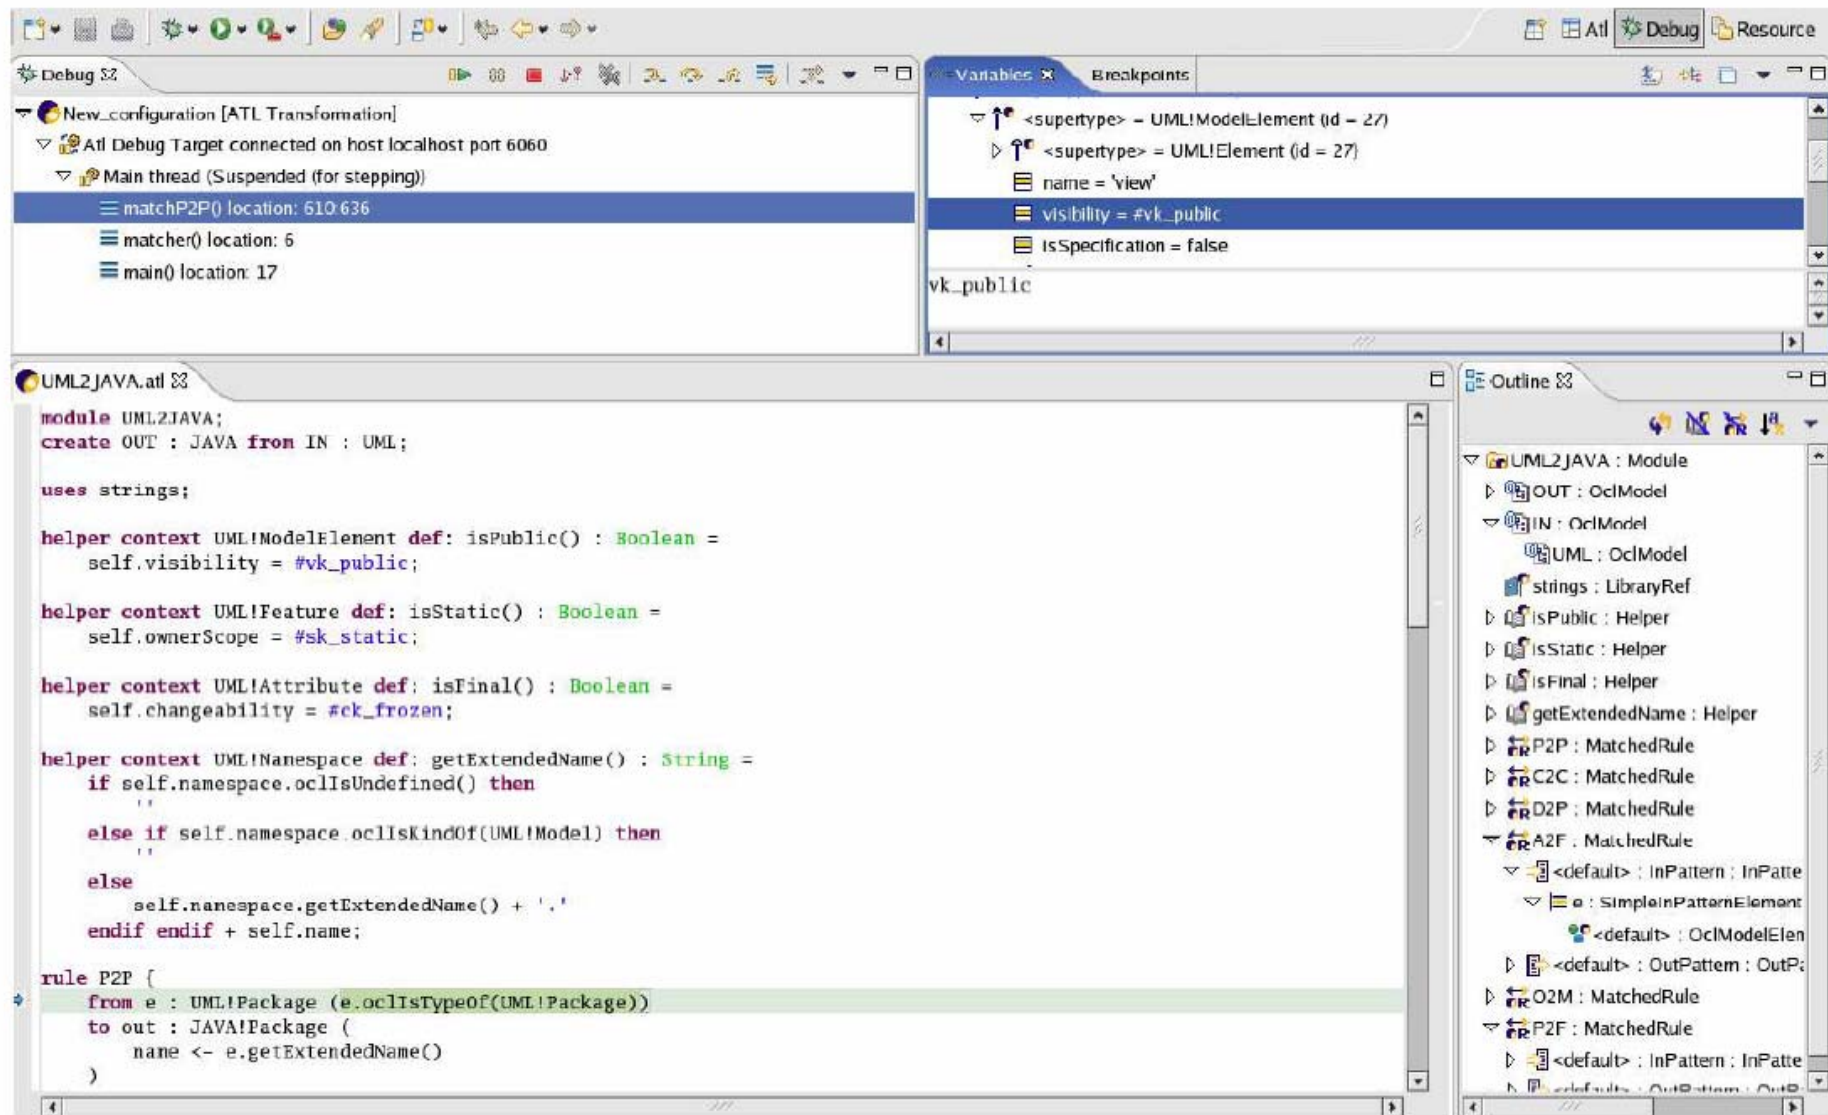 Atl Debug Resource
Debug
New_configuration [ATL Transformation]
Atl Debug Target connected on host localhost port 6060
Main thread (Suspended (for stepping))
matchP2P() location: 610:636
matcher() location: 6
main() location: 17
Variables Breakpoints
<supertype> = UML!ModelElement (id = 27)
<supertype> = UML!Element (id = 27)
name = 'view'
visibility = #vk_public
isSpecification = false
vk_public
UML2JAVA.atl
module UML2JAVA;
create OUT : JAVA from IN : UML;
uses strings;
helper context UML!ModelElement def: isPublic() : Boolean =
self.visibility = #vk_public;
helper context UML!Feature def: isStatic() : Boolean =
self.ownerScope = #sk_static;
helper context UML!Attribute def: isFinal() : Boolean =
self.changeability = #ck_frozen;
helper context UML!Namespace def: getExtendedName() : String =
if self.namespace.oclIsUndefined() then
''
else if self.namespace.oclIsKindOf(UML!Model) then
''
else
self.namespace.getExtendedName() + '.'
endif endif + self.name;
rule P2P {
from e : UML!Package (e.oclIsTypeOf(UML!Package))
to out : JAVA!Package (
name <- e.getExtendedName()
)
Outline
UML2JAVA : Module
OUT : OclModel
IN : OclModel
UML : OclModel
strings : LibraryRef
isPublic : Helper
isStatic : Helper
isFinal : Helper
getExtendedName : Helper
P2P : MatchedRule
C2C : MatchedRule
D2P : MatchedRule
A2F : MatchedRule
<default> : InPattern : InPatte
e : SimpleInPatternElement
<default> : OclModelElen
<default> : OutPattern : OutPa
O2M : MatchedRule
P2F : MatchedRule
<default> : InPattern : InPatte
<default> : OutPattern : OutP